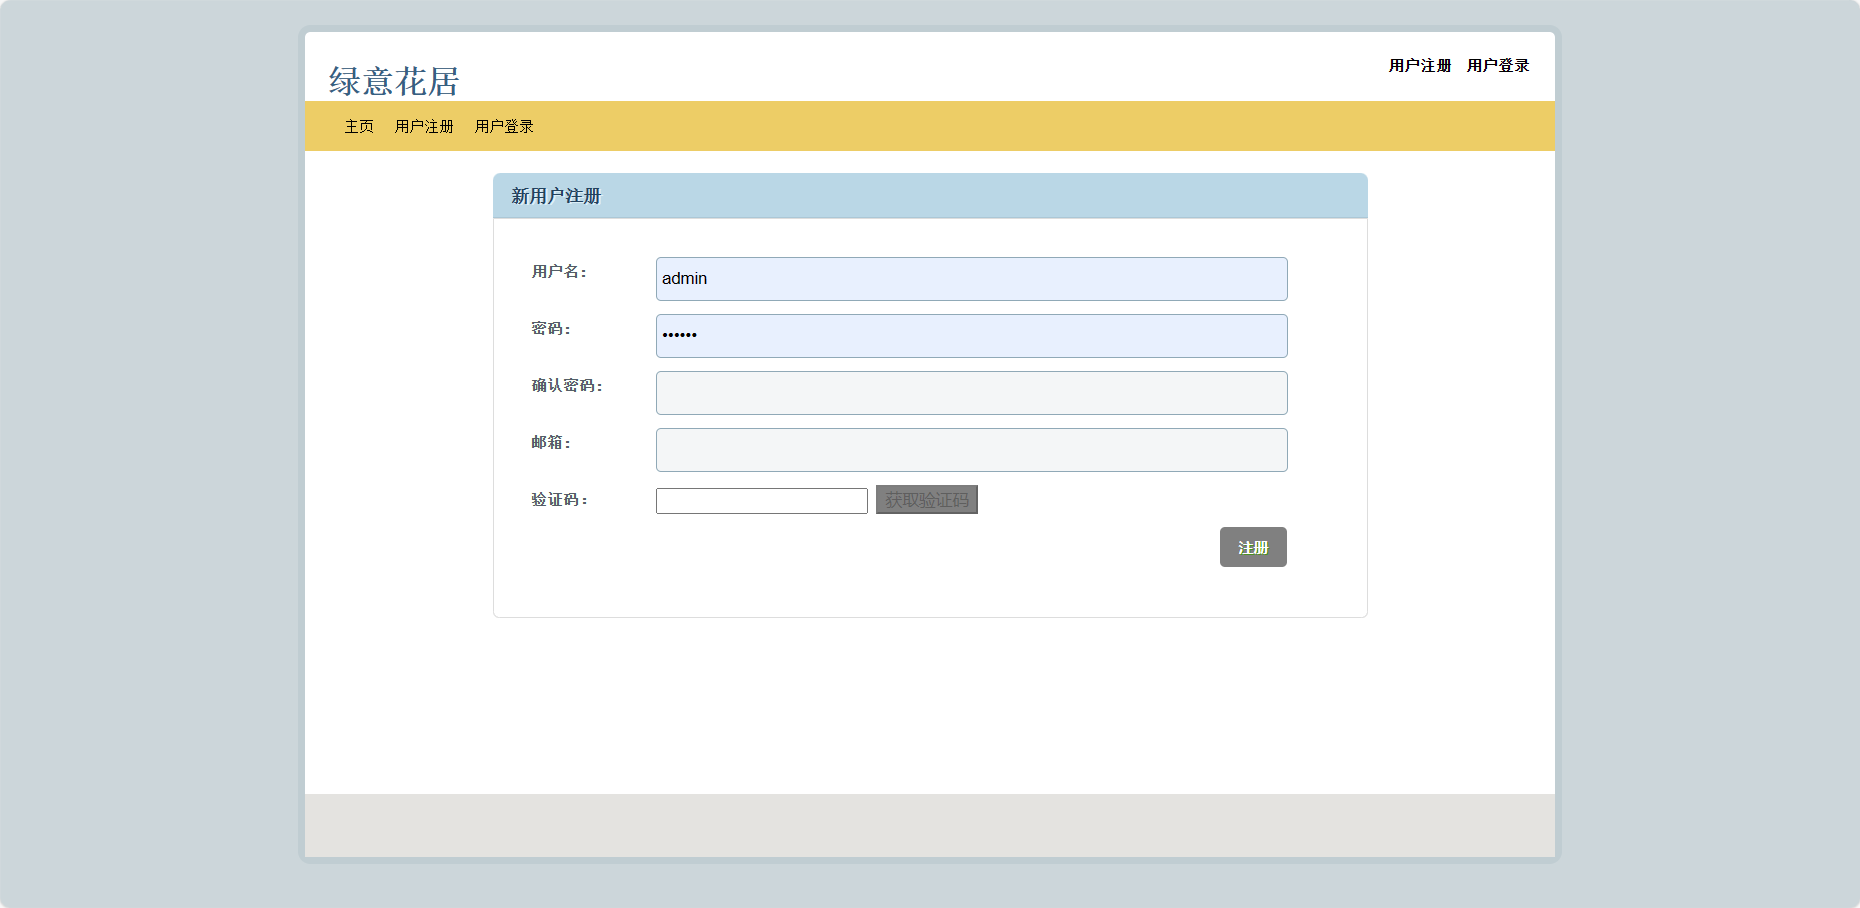 绿意花居
用户注册 用户登录
主页 用户注册 用户登录
新用户注册
用户名：
admin
密码：
••••••
确认密码：
邮箱：
验证码：
获取验证码
注册